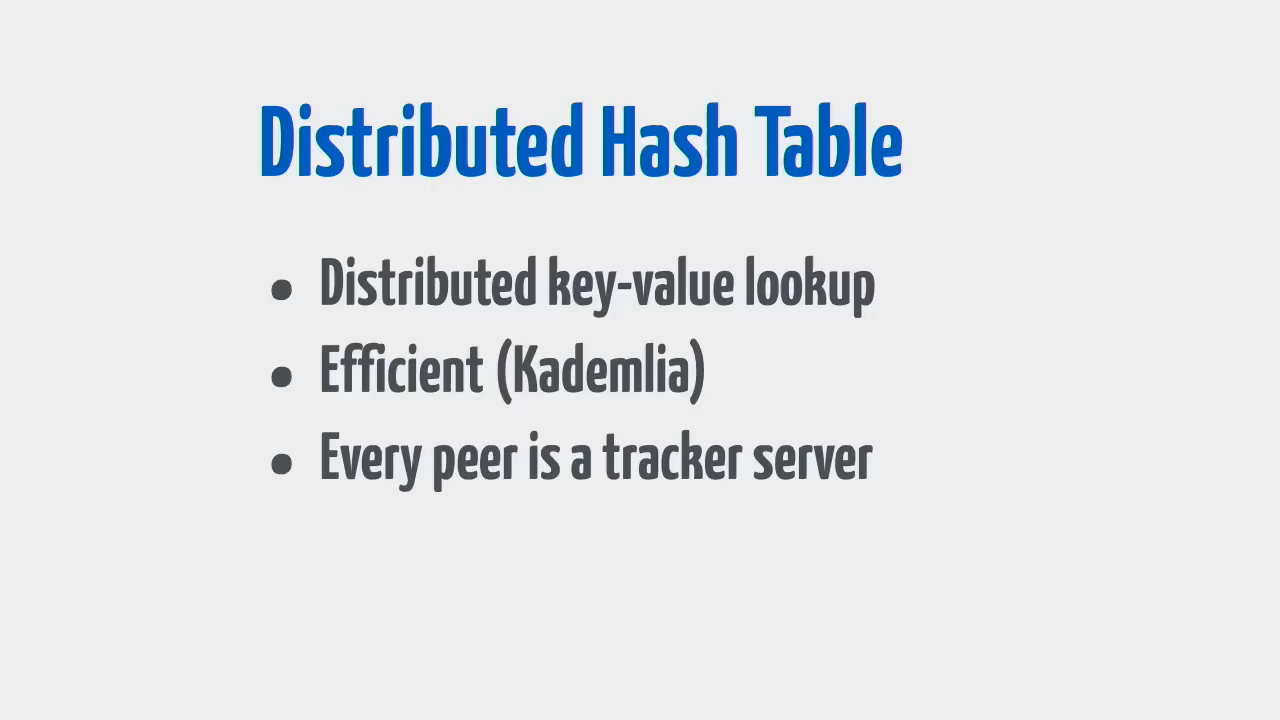 Distributed Hash Table
• Distributed key-value lookup
• Efficient (Kademlia)
• Every peer is a tracker server